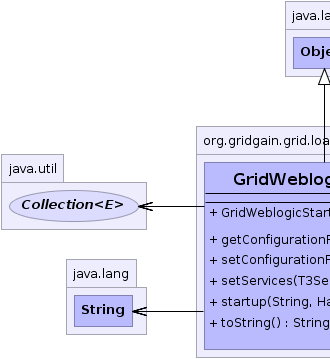 java.la
Obje
org.gridgain.grid.loa
java.util
GridWeblog
Collection<E>
+ GridWeblogicStart
+ getConfigurationF
+ setConfigurationF
java.lang
+ setServices(T3Se
String
+ startup(String, Ha
+ toString() : String